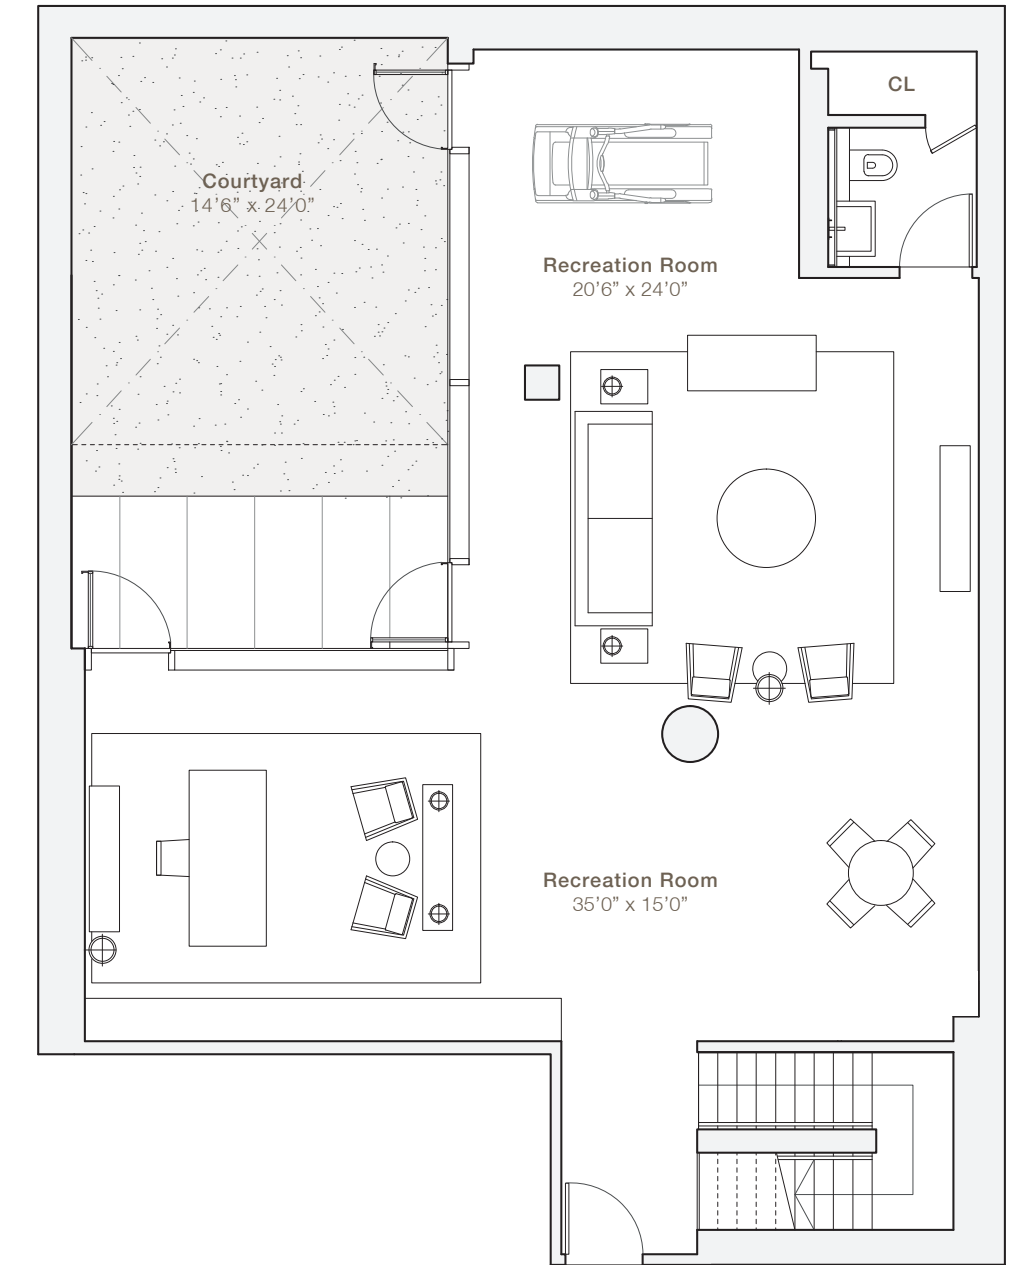 CL
Courtyard
14’6” x 24’0”
Recreation Room
20’6” x 24’0”
Recreation Room
35’0” x 15’0”